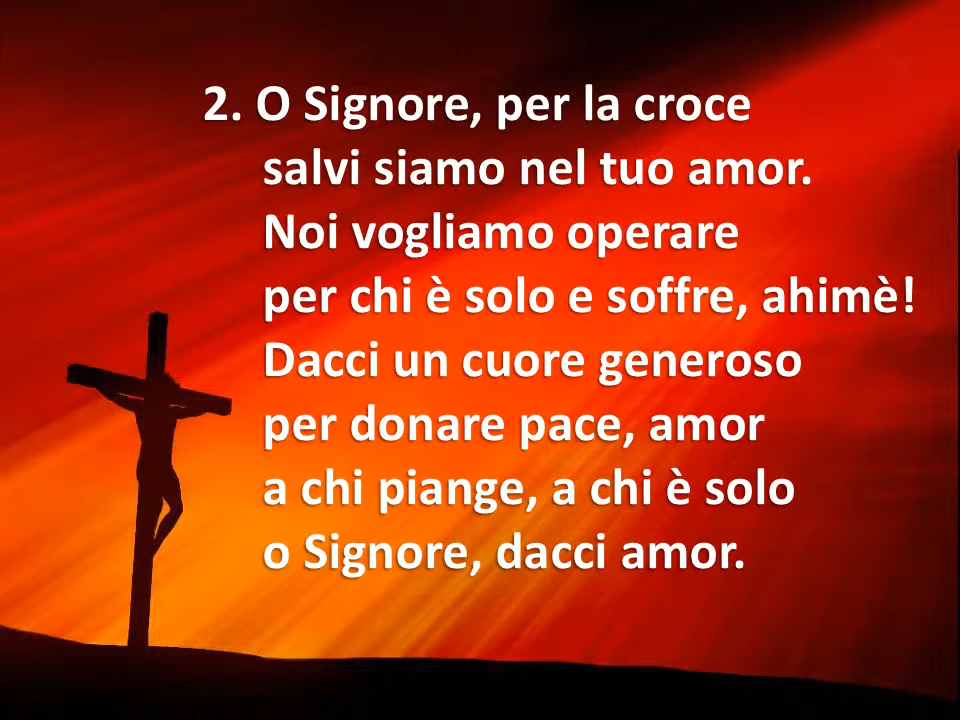 2. O Signore, per la croce
salvi siamo nel tuo amor.
Noi vogliamo operare
per chi è solo e soffre, ahimè!
Dacci un cuore generoso
per donare pace, amor
a chi piange, a chi è solo
o Signore, dacci amor.